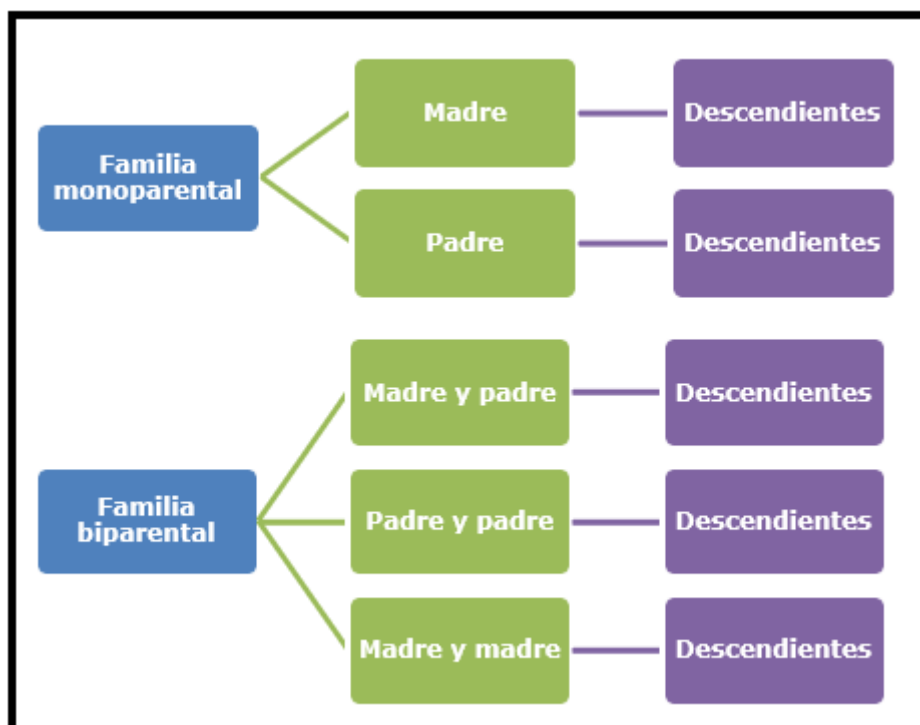 Familia
monoparental
Madre
Descendientes
Padre
Descendientes
Familia
biparental
Madre y padre
Descendientes
Padre y padre
Descendientes
Madre y madre
Descendientes